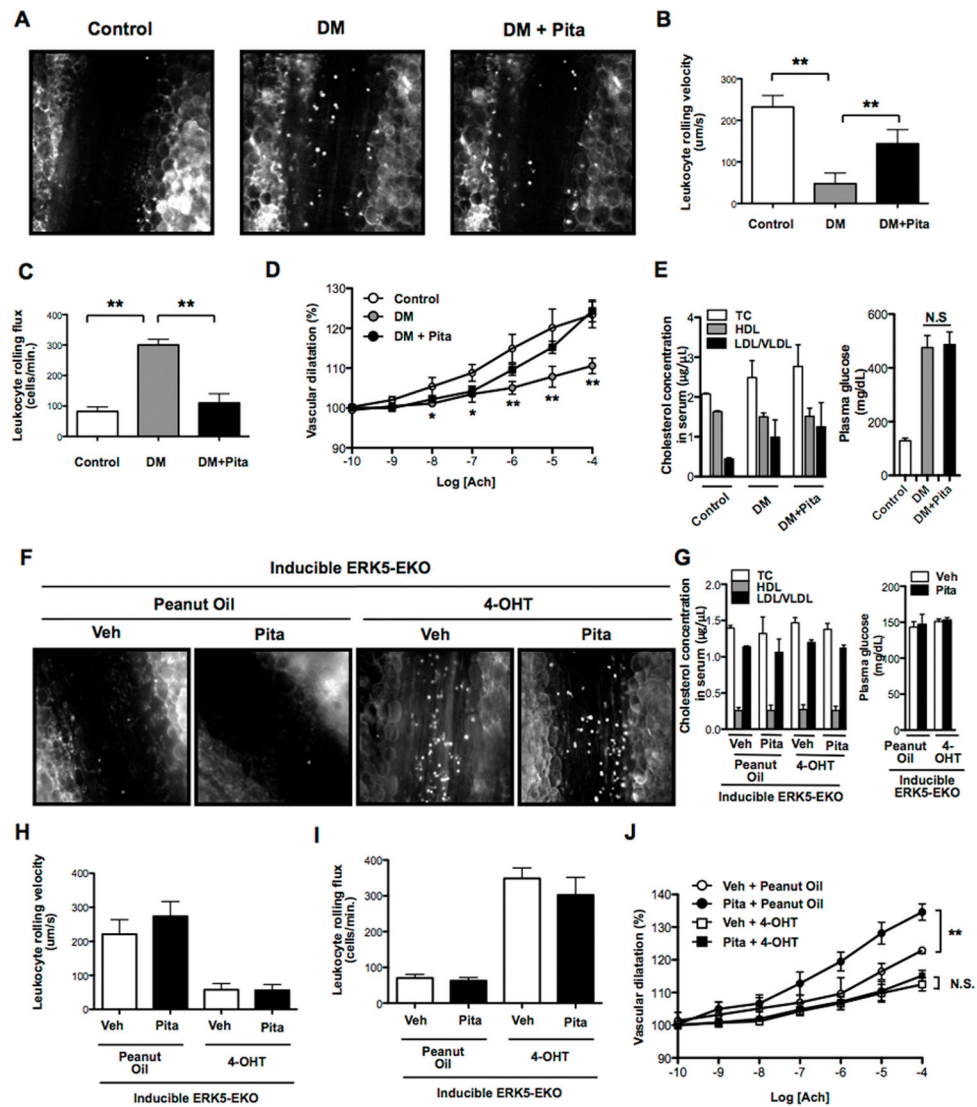 A
Control
DM
DM + Pita
B
Leukocyte rolling velocity
(um/s)
300
200
100
0
**
**
Control
DM
DM+Pita
C
Leukocyte rolling flux
(cells/min.)
400
300
200
100
0
**
**
Control
DM
DM+Pita
D
Vascular dilatation (%)
130
120
110
100
90
Control
DM
DM + Pita
*
*
**
**
**
-10
-9
-8
-7
-6
-5
-4
Log [Ach]
E
Cholesterol concentration
in serum (µg/µL)
4
3
2
1
0
TC
HDL
LDL/VLDL
Control
DM
DM+Pita
Plasma glucose
(mg/dL)
600
400
200
0
N.S
Control
DM
DM+Pita
F
Inducible ERK5-EKO
Peanut Oil
4-OHT
Veh
Pita
Veh
Pita
G
Cholesterol concentration
in serum (µg/µL)
2.0
1.5
1.0
0.5
0.0
TC
HDL
LDL/VLDL
Veh
Pita
Veh
Pita
Peanut
Oil
4-OHT
Inducible ERK5-EKO
Plasma glucose
(mg/dL)
200
150
100
50
0
Veh
Pita
Peanut
Oil
4-
OHT
Inducible
ERK5-EKO
H
Leukocyte rolling velocity
(um/s)
400
300
200
100
0
Veh
Pita
Veh
Pita
Peanut
Oil
4-OHT
Inducible ERK5-EKO
I
Leukocyte rolling flux
(cells/min.)
400
300
200
100
0
Veh
Pita
Veh
Pita
Peanut
Oil
4-OHT
Inducible ERK5-EKO
J
Vascular dilatation (%)
140
130
120
110
100
90
Veh + Peanut Oil
Pita + Peanut Oil
Veh + 4-OHT
Pita + 4-OHT
**
N.S.
-10
-9
-8
-7
-6
-5
-4
Log [Ach]